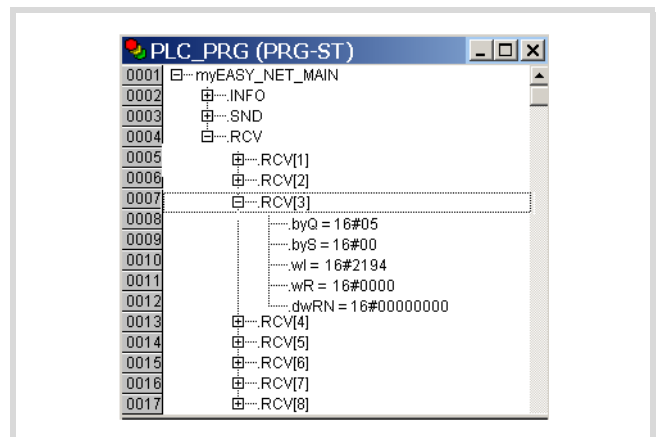 PLC_PRG (PRG-ST)
0001 myEASY_NET_MAIN
0002 .INFO
0003 .SND
0004 .RCV
0005 .RCV[1]
0006 .RCV[2]
0007 .RCV[3]
0008 .byQ = 16#05
0009 .byS = 16#00
0010 .wI = 16#2194
0011 .wR = 16#0000
0012 .dwRN = 16#00000000
0013 .RCV[4]
0014 .RCV[5]
0015 .RCV[6]
0016 .RCV[7]
0017 .RCV[8]